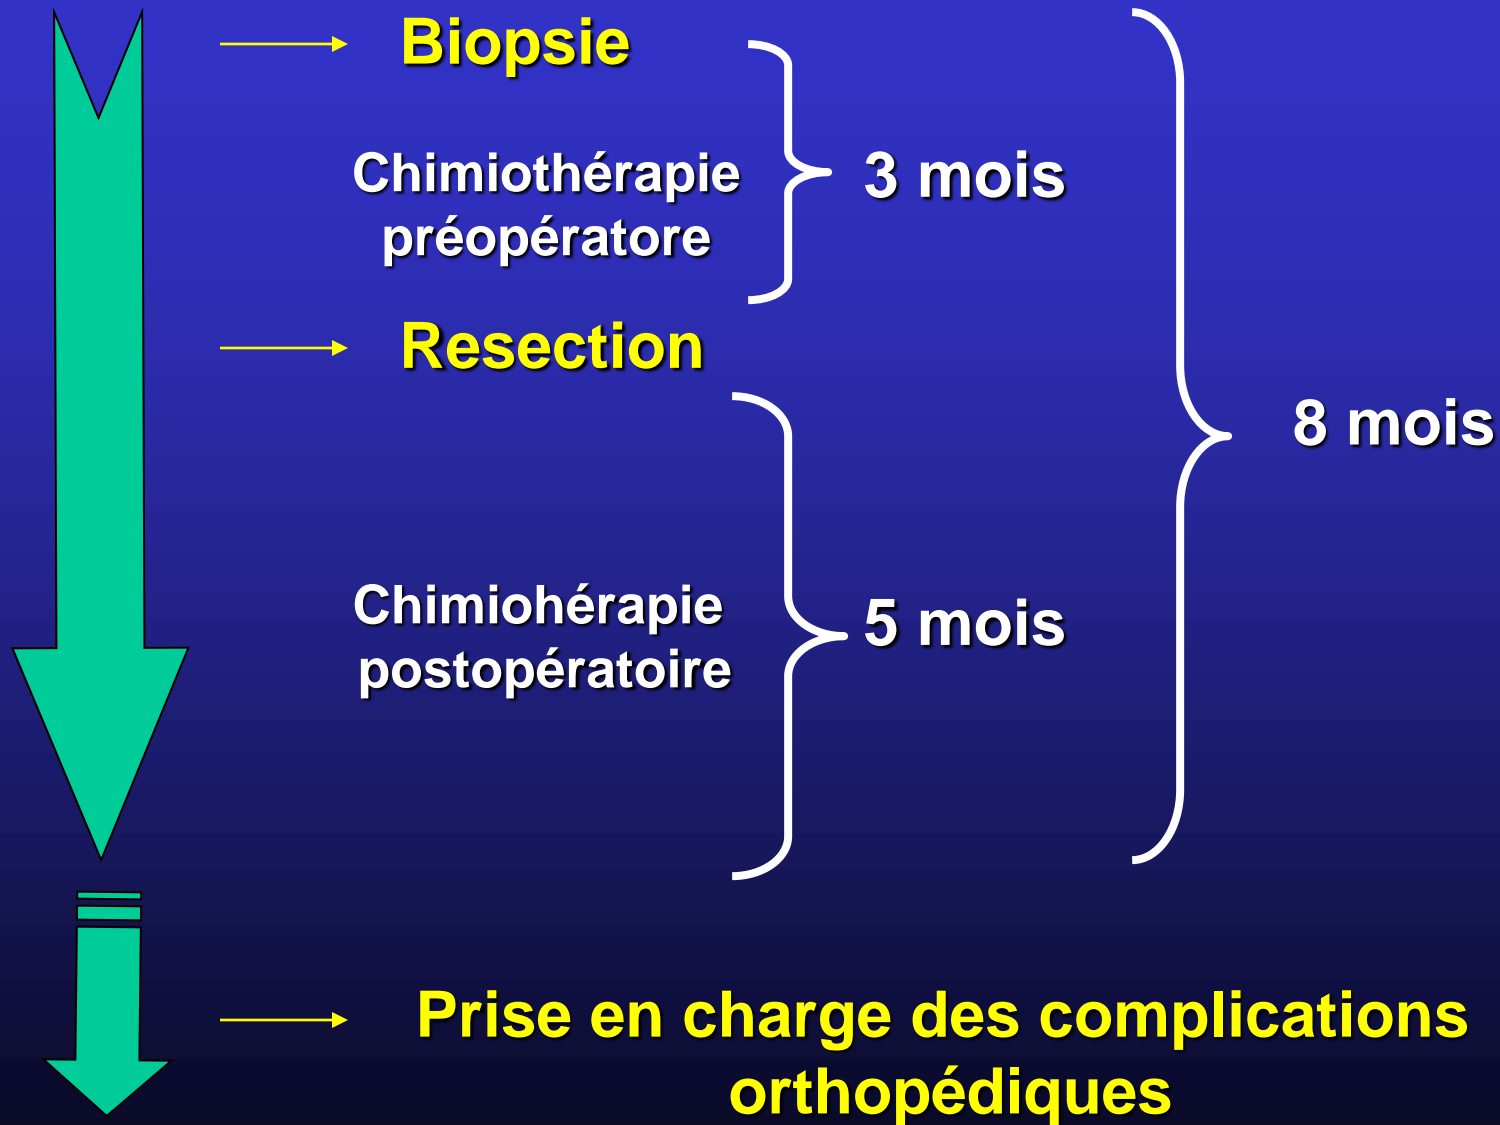 Biopsie
Chimiothérapie
préopératore
3 mois
Resection
8 mois
Chimiohérapie
postopératoire
5 mois
Prise en charge des complications
orthopédiques